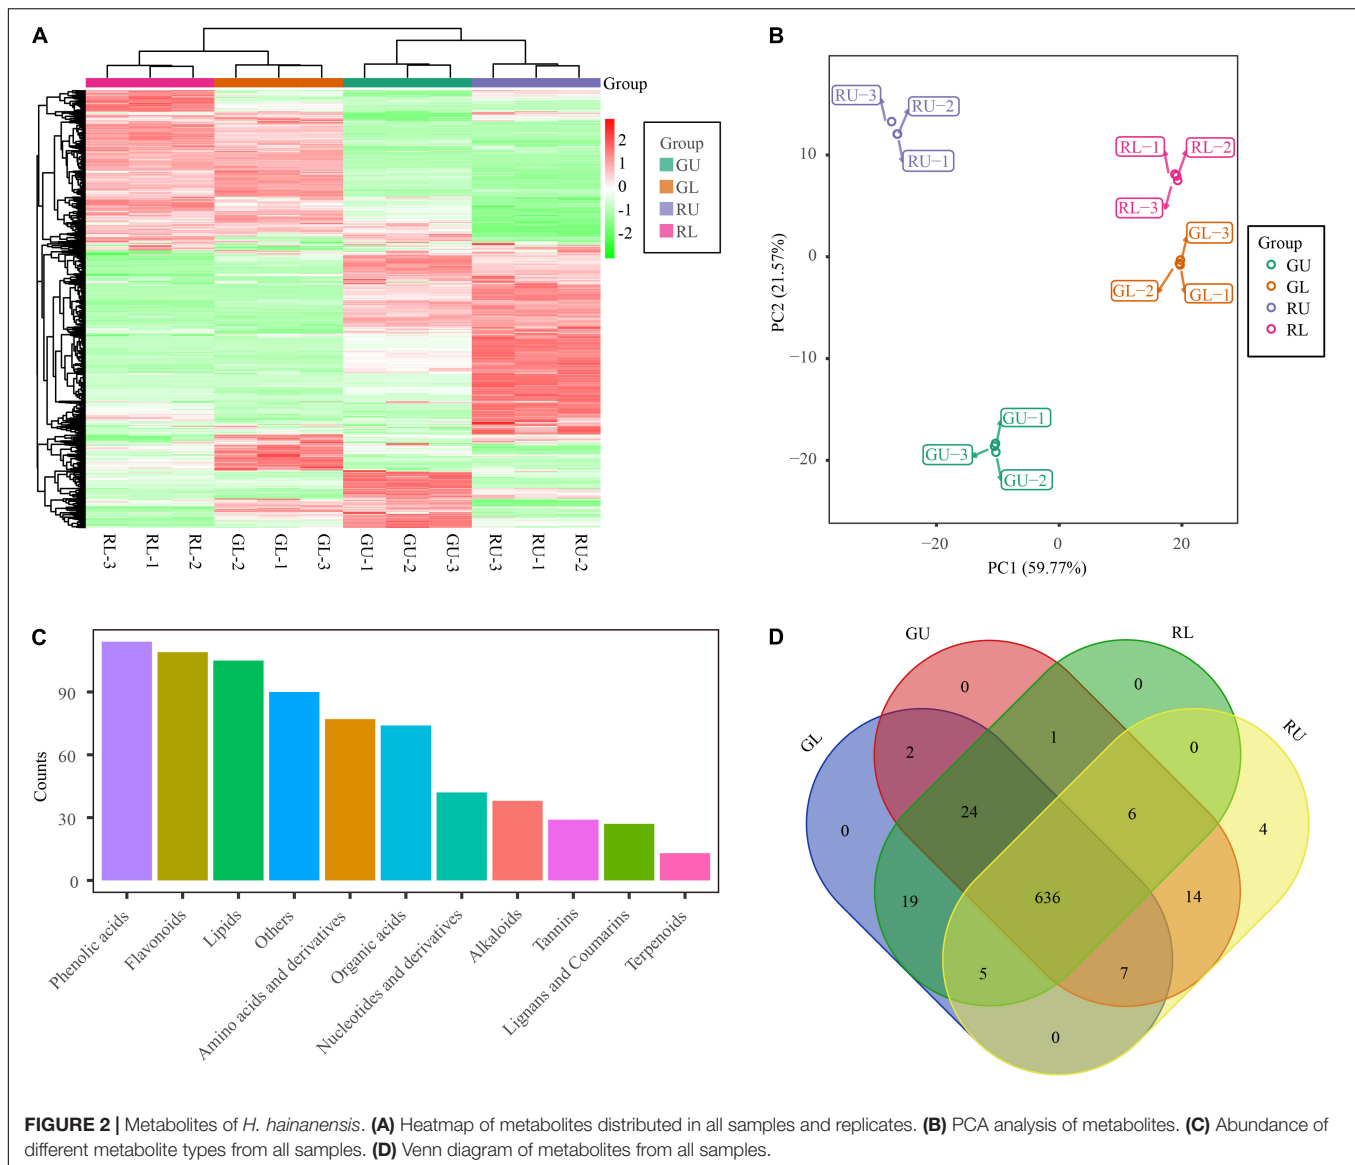 A
Group
2
1
0
-1
-2
Group
GU
GL
RU
RL
RL-3
RL-1
RL-2
GL-2
GL-1
GL-3
GU-1
GU-2
GU-3
RU-3
RU-1
RU-2
B
PC2 (21.57%)
10
0
−10
−20
RU−3
RU−2
RU−1
RL−1
RL−2
RL−3
GL−3
GL−2
GL−1
GU−1
GU−3
GU−2
−20
0
20
PC1 (59.77%)
Group
GU
GL
RU
RL
C
Counts
90
60
30
0
Phenolic acids
Flavonoids
Lipids
Others
Amino acids and derivatives
Organic acids
Nucleotides and derivatives
Alkaloids
Tannins
Lignans and Coumarins
Terpenoids
D
GU
RL
GL
RU
0
0
2
1
0
0
24
6
4
19
636
14
5
7
0
FIGURE 2 | Metabolites of H. hainanensis. (A) Heatmap of metabolites distributed in all samples and replicates. (B) PCA analysis of metabolites. (C) Abundance of
different metabolite types from all samples. (D) Venn diagram of metabolites from all samples.